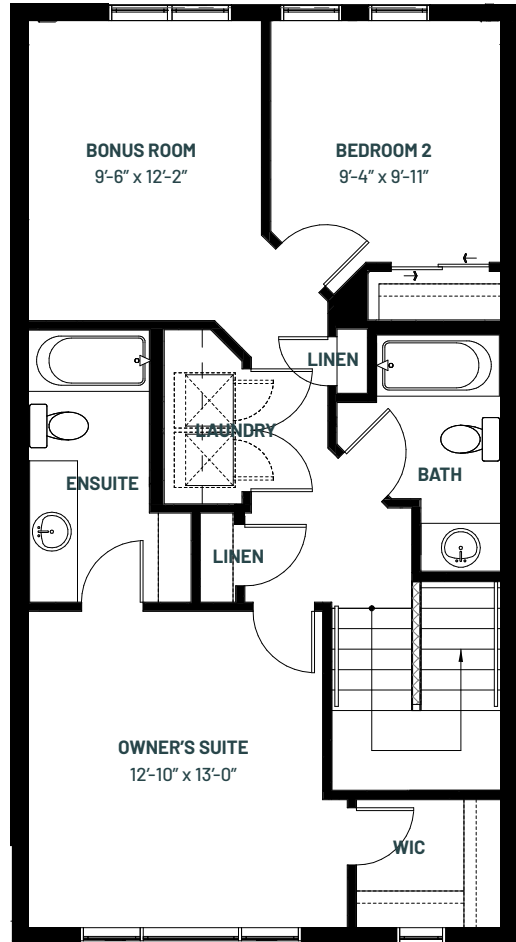 BONUS ROOM
9'-6" x 12'-2"
BEDROOM 2
9'-4" x 9'-11"
LINEN
LAUNDRY
ENSUITE
BATH
LINEN
OWNER'S SUITE
12'-10" x 13'-0"
WIC